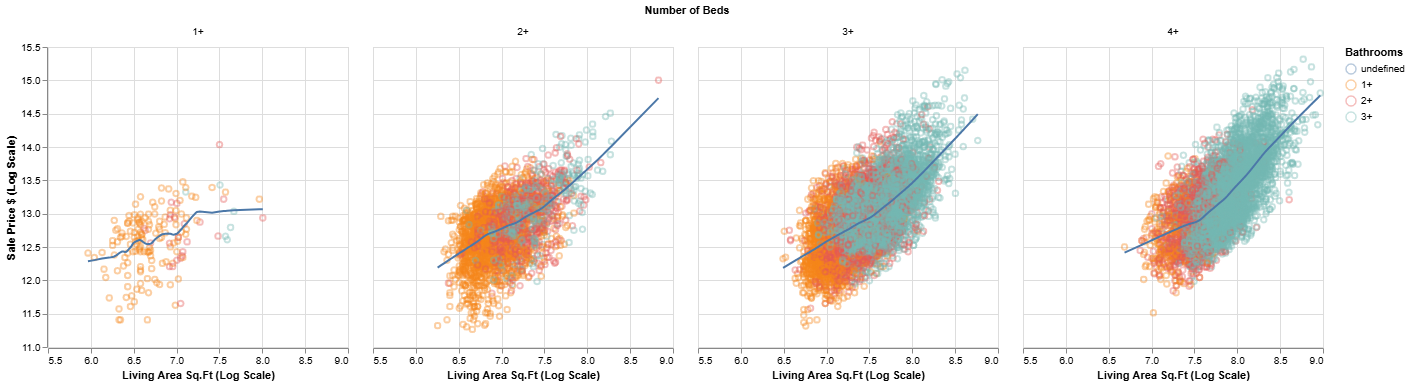 Number of Beds
1+
2+
3+
4+
Sale Price $ (Log Scale)
15.5
15.0
14.5
14.0
13.5
13.0
12.5
12.0
11.5
11.0
5.5 6.0 6.5 7.0 7.5 8.0 8.5 9.0
5.5 6.0 6.5 7.0 7.5 8.0 8.5 9.0
5.5 6.0 6.5 7.0 7.5 8.0 8.5 9.0
5.5 6.0 6.5 7.0 7.5 8.0 8.5 9.0
Living Area Sq.Ft (Log Scale)
Living Area Sq.Ft (Log Scale)
Living Area Sq.Ft (Log Scale)
Living Area Sq.Ft (Log Scale)
Bathrooms
undefined
1+
2+
3+